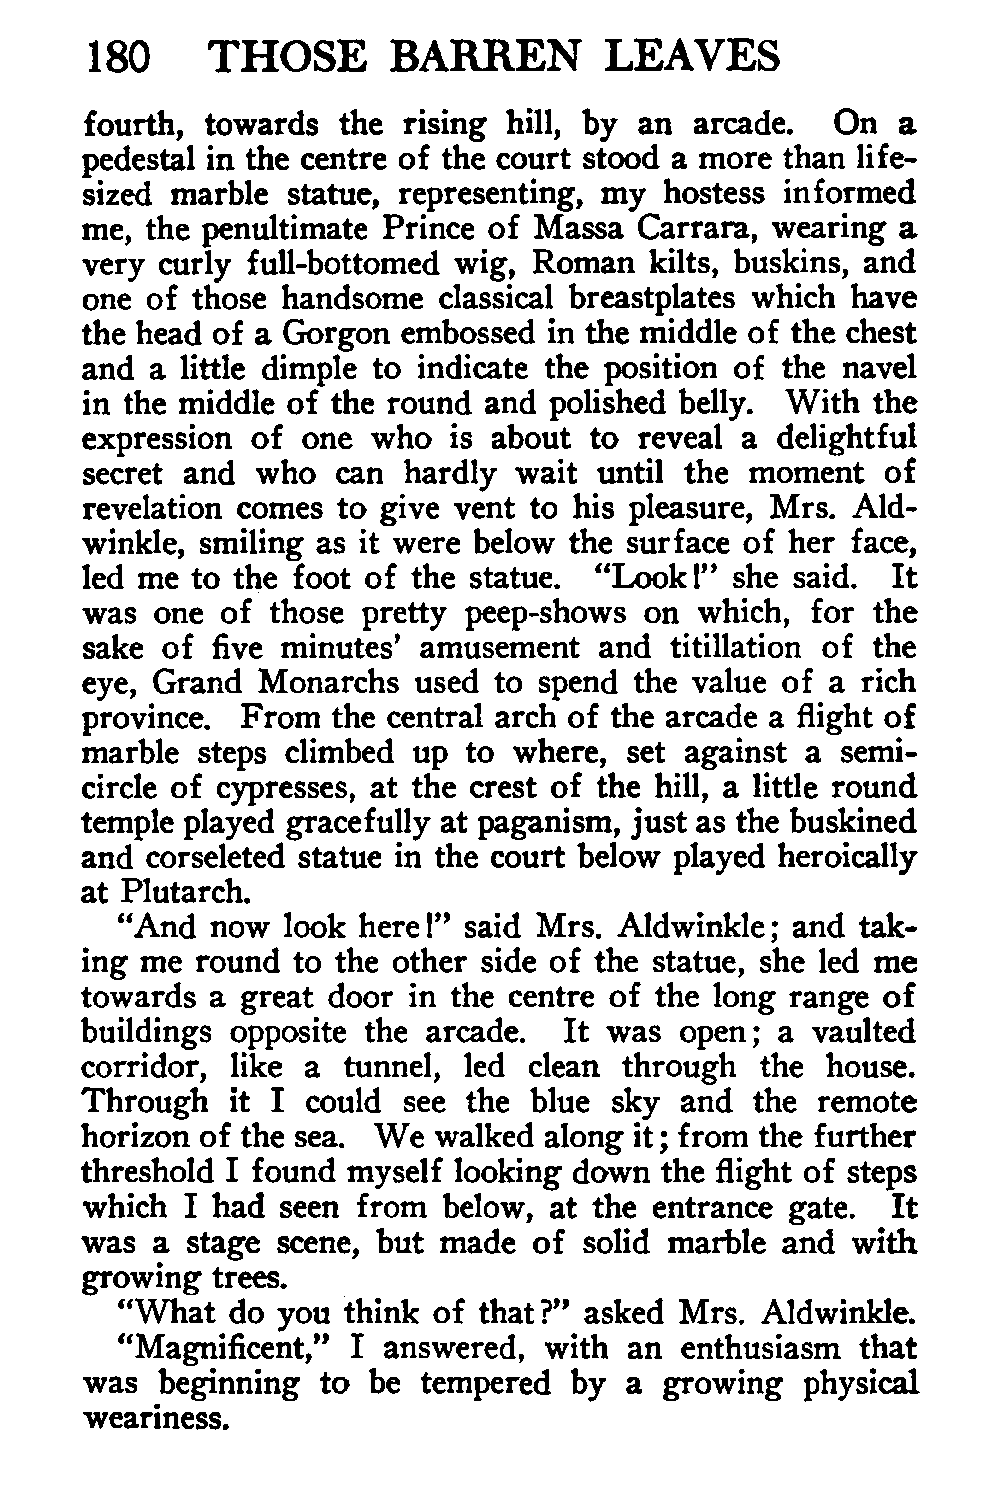 180 THOSE BARREN LEAVES
fourth, towards the rising hill, by an arcade. On a
pedestal in the centre of the court stood a more than life-
sized marble statue, representing, my hostess informed
me, the penultimate Prince of Massa Carrara, wearing a
very curly full-bottomed wig, Roman kilts, buskins, and
one of those handsome classical breastplates which have
the head of a Gorgon embossed in the middle of the chest
and a little dimple to indicate the position of the navel
in the middle of the round and polished belly. With the
expression of one who is about to reveal a delightful
secret and who can hardly wait until the moment of
revelation comes to give vent to his pleasure, Mrs. Ald-
winkle, smiling as it were below the surface of her face,
led me to the foot of the statue. “Look!” she said. It
was one of those pretty peep-shows on which, for the
sake of five minutes’ amusement and titillation of the
eye, Grand Monarchs used to spend the value of a rich
province. From the central arch of the arcade a flight of
marble steps climbed up to where, set against a semi-
circle of cypresses, at the crest of the hill, a little round
temple played gracefully at paganism, just as the buskined
and corseleted statue in the court below played heroically
at Plutarch.
“And now look here!” said Mrs. Aldwinkle; and tak-
ing me round to the other side of the statue, she led me
towards a great door in the centre of the long range of
buildings opposite the arcade. It was open; a vaulted
corridor, like a tunnel, led clean through the house.
Through it I could see the blue sky and the remote
horizon of the sea. We walked along it; from the further
threshold I found myself looking down the flight of steps
which I had seen from below, at the entrance gate. It
was a stage scene, but made of solid marble and with
growing trees.
“What do you think of that?” asked Mrs. Aldwinkle.
“Magnificent,” I answered, with an enthusiasm that
was beginning to be tempered by a growing physical
weariness.